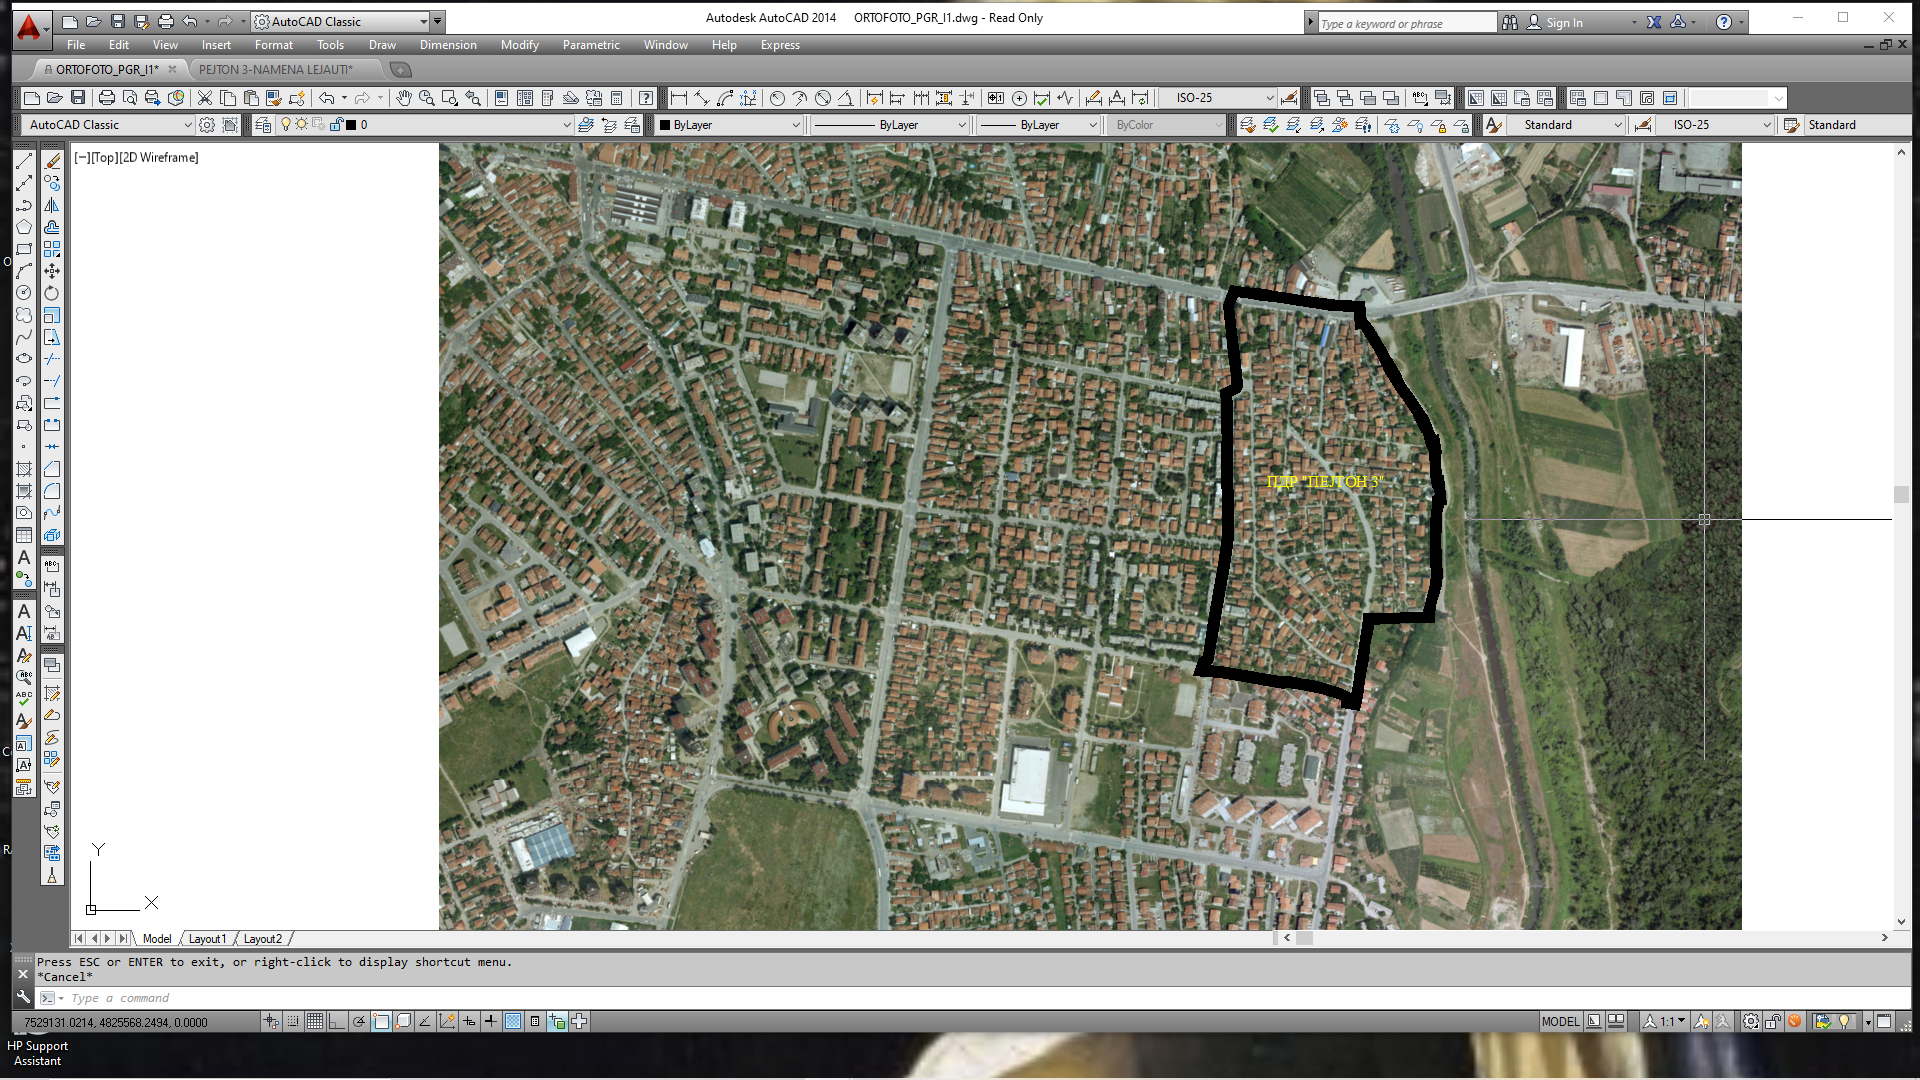 AutoCAD Classic
Autodesk AutoCAD 2014 ORTOFOTO_PGR_I1.dwg - Read Only
Type a keyword or phrase
Sign In
File Edit View Insert Format Tools Draw Dimension Modify Parametric Window Help Express
ORTOFOTO_PGR_I1* PEJTON 3-NAMENA LEJAUTI*
ISO-25
AutoCAD Classic 0 ByLayer ByLayer ByLayer ByColor Standard ISO-25 Standard
[−][Top][2D Wireframe]
ПДР "ПЕЈТОН 3"
Y
X
Model Layout1 Layout2
Press ESC or ENTER to exit, or right-click to display shortcut menu.
*Cancel*
Type a command
7529131.0214, 4825568.2494, 0.0000
MODEL 1:1
HP Support
Assistant